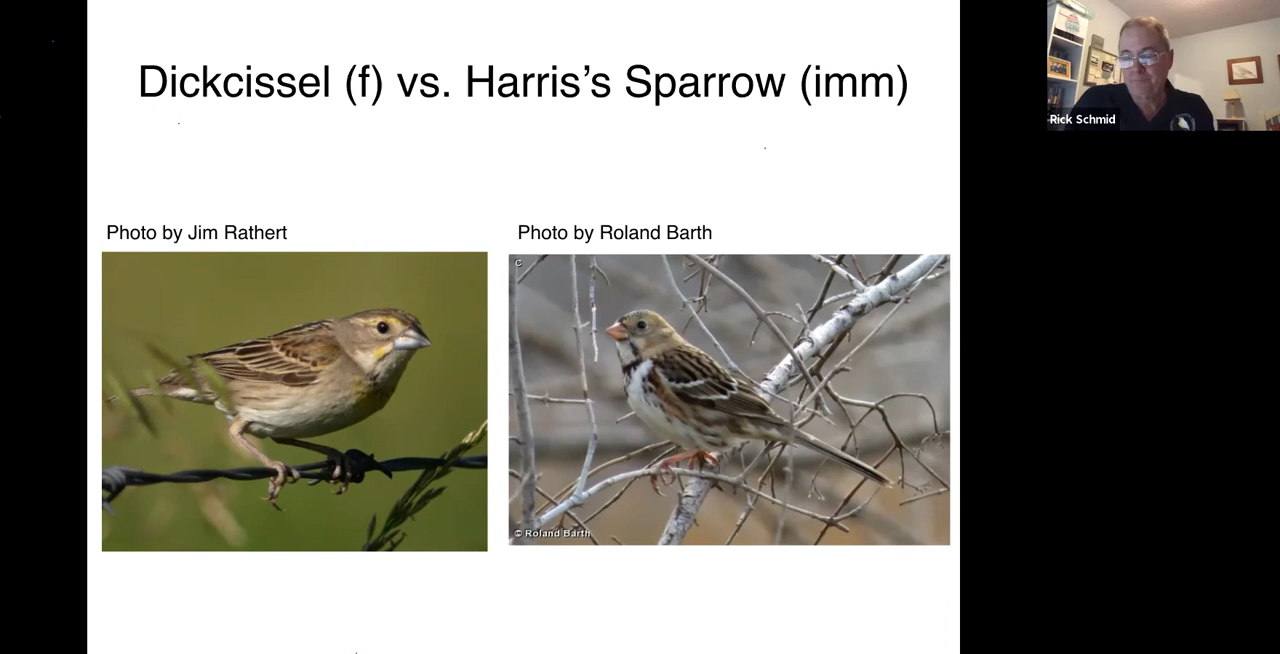 Dickcissel (f) vs. Harris’s Sparrow (imm)
Rick Schmid
Photo by Jim Rathert
Photo by Roland Barth
C
© Roland Barth